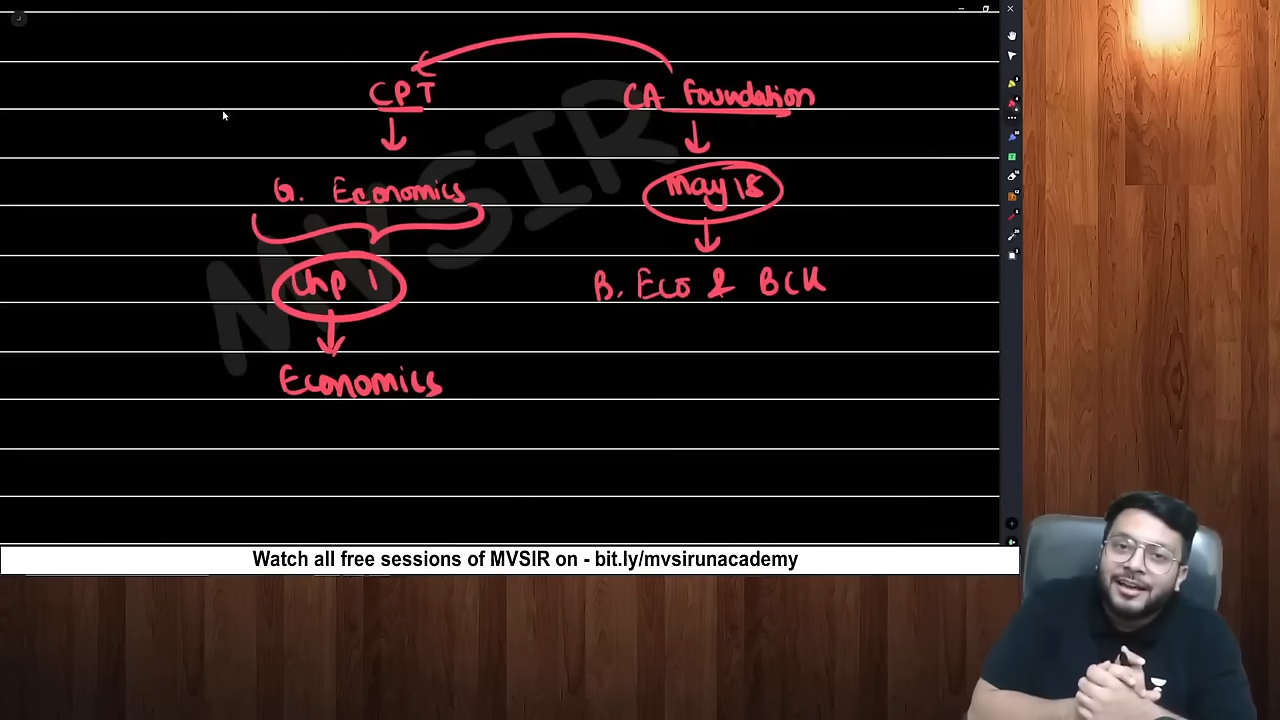 CPT
CA Foundation
G. Economics
May 18
Chp 1
B. Eco & BCK
Economics
MVSIR
Watch all free sessions of MVSIR on - bit.ly/mvsirunacademy